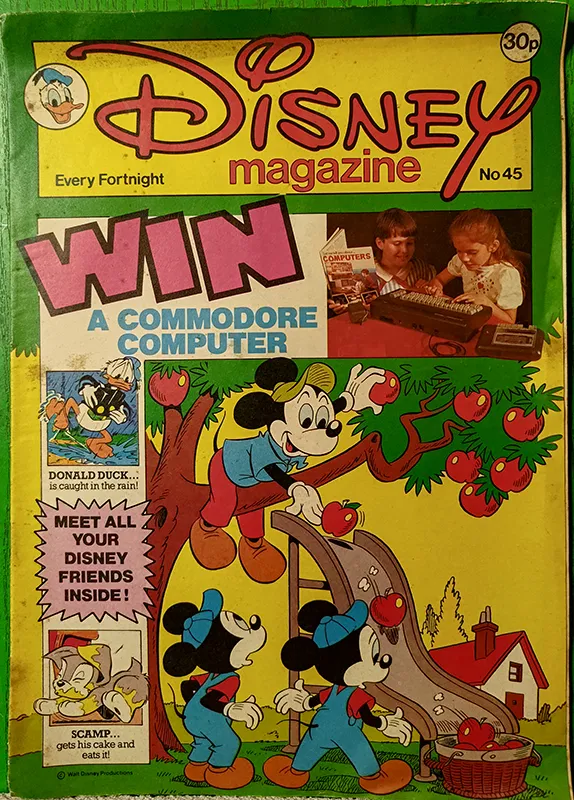 30p
Disney
magazine
Every Fortnight
No 45
WIN
A COMMODORE
COMPUTER
COMPUTERS
DONALD DUCK...
is caught in the rain!
MEET ALL
YOUR
DISNEY
FRIENDS
INSIDE!
SCAMP...
gets his cake and
eats it!
© Walt Disney Productions